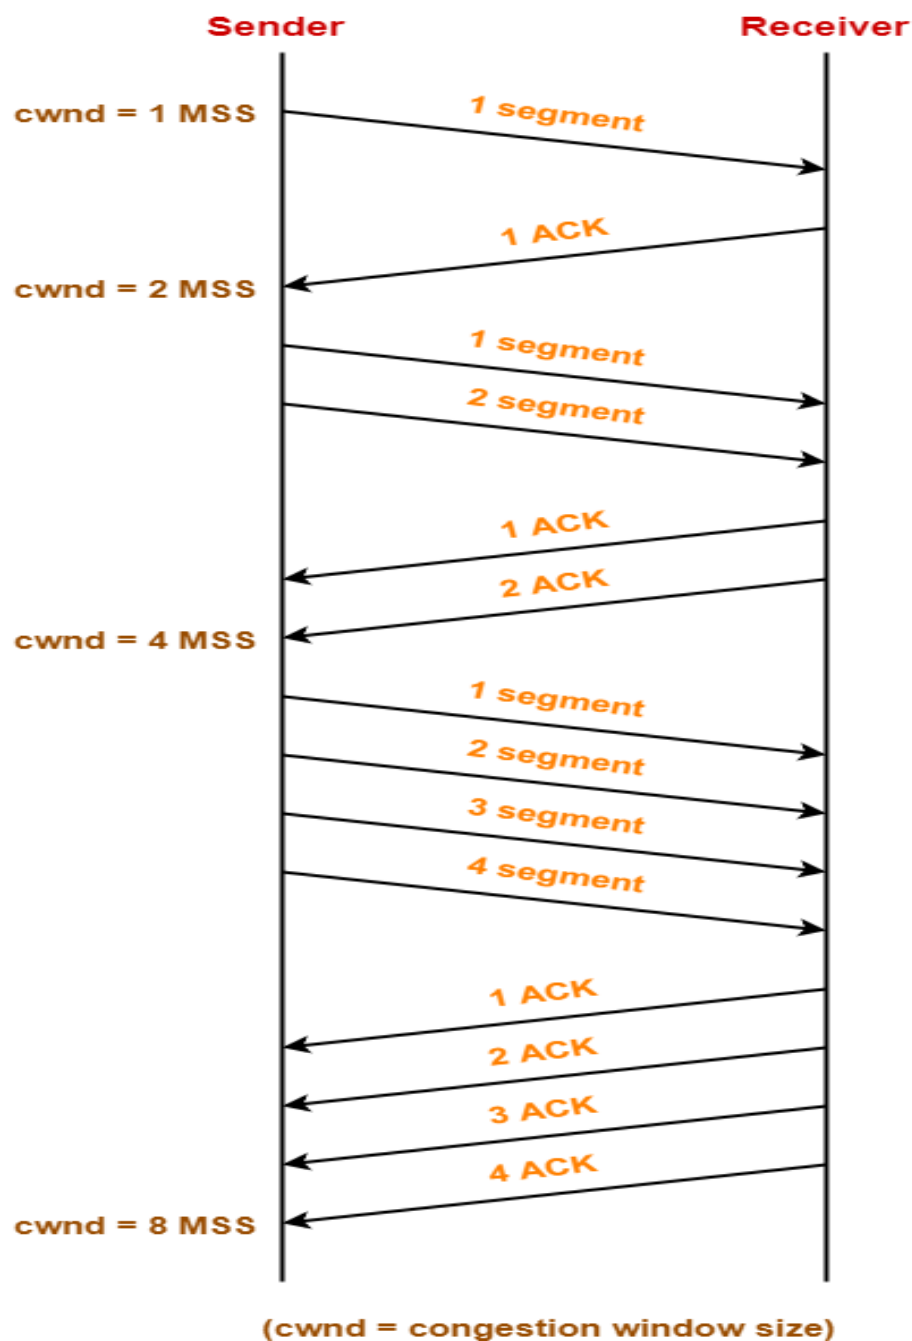 Sender Receiver
cwnd = 1 MSS
1 segment
1 ACK
cwnd = 2 MSS
1 segment
2 segment
1 ACK
2 ACK
cwnd = 4 MSS
1 segment
2 segment
3 segment
4 segment
1 ACK
2 ACK
3 ACK
4 ACK
cwnd = 8 MSS
(cwnd = congestion window size)